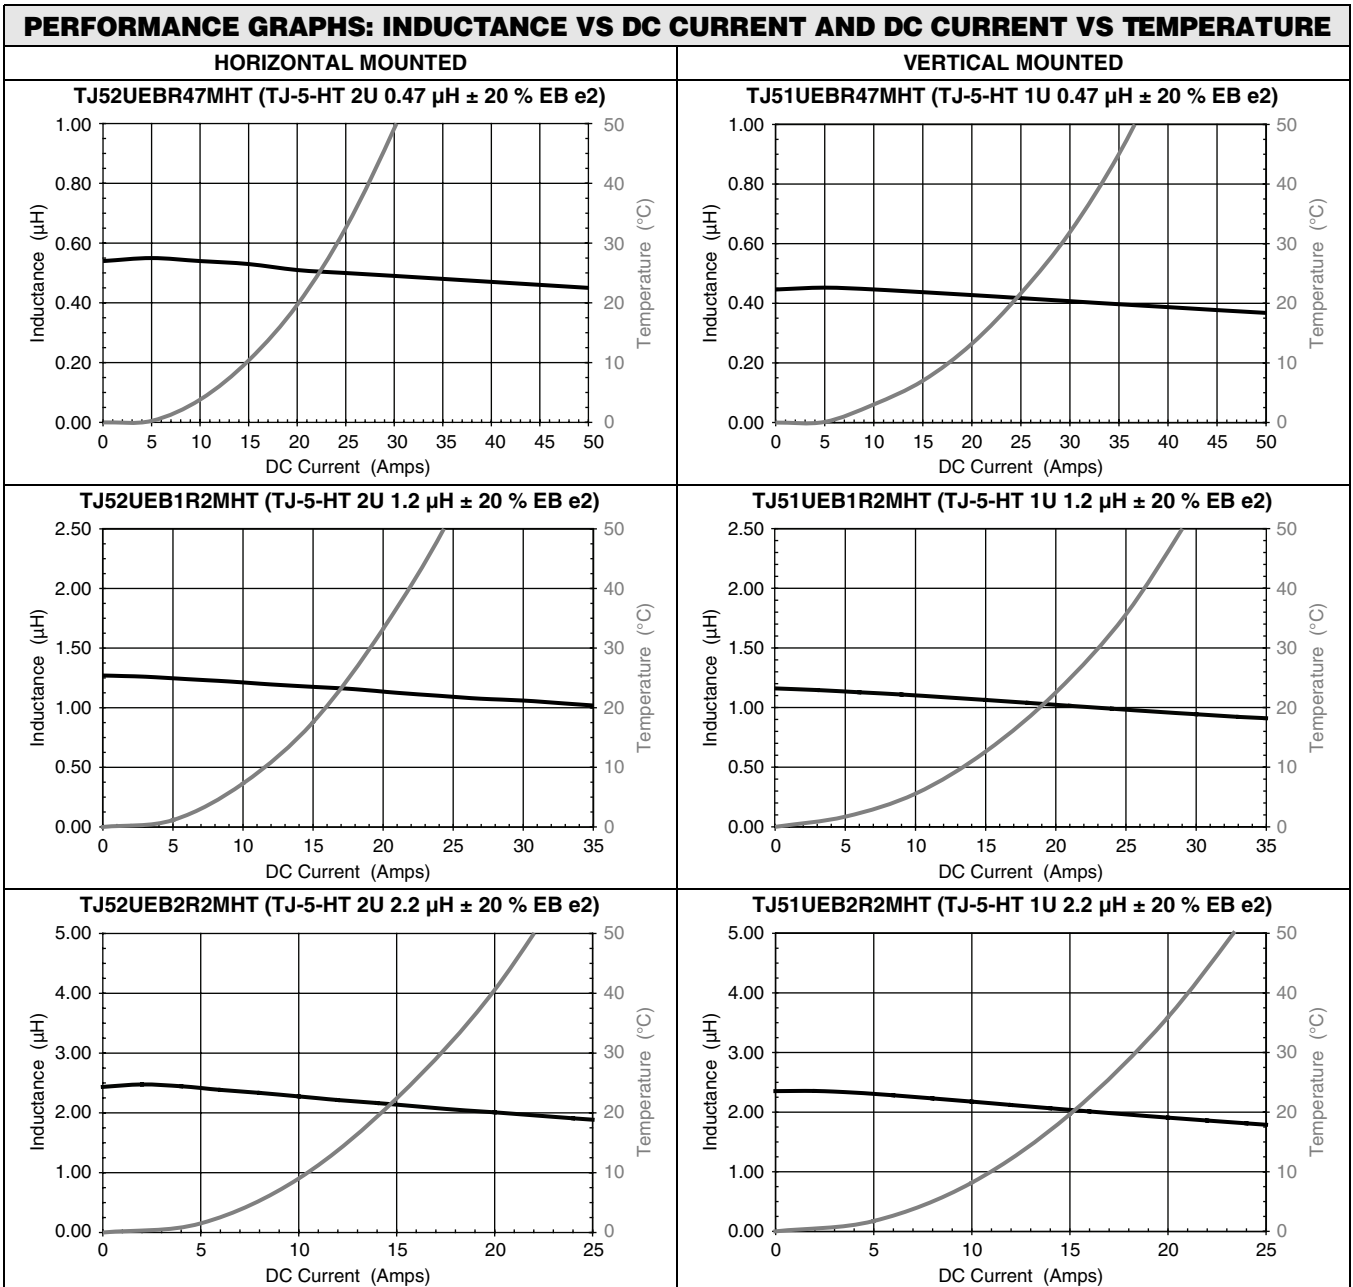 PERFORMANCE GRAPHS: INDUCTANCE VS DC CURRENT AND DC CURRENT VS TEMPERATURE
HORIZONTAL MOUNTED
VERTICAL MOUNTED
TJ52UEBR47MHT (TJ-5-HT 2U 0.47 µH ± 20 % EB e2)
1.00
0.80
0.60
0.40
0.20
0.00
Inductance (µH)
50
40
30
20
10
0
Temperature (°C)
0 5 10 15 20 25 30 35 40 45 50
DC Current (Amps)
TJ51UEBR47MHT (TJ-5-HT 1U 0.47 µH ± 20 % EB e2)
1.00
0.80
0.60
0.40
0.20
0.00
Inductance (µH)
50
40
30
20
10
0
Temperature (°C)
0 5 10 15 20 25 30 35 40 45 50
DC Current (Amps)
TJ52UEB1R2MHT (TJ-5-HT 2U 1.2 µH ± 20 % EB e2)
2.50
2.00
1.50
1.00
0.50
0.00
Inductance (µH)
50
40
30
20
10
0
Temperature (°C)
0 5 10 15 20 25 30 35
DC Current (Amps)
TJ51UEB1R2MHT (TJ-5-HT 1U 1.2 µH ± 20 % EB e2)
2.50
2.00
1.50
1.00
0.50
0.00
Inductance (µH)
50
40
30
20
10
0
Temperature (°C)
0 5 10 15 20 25 30 35
DC Current (Amps)
TJ52UEB2R2MHT (TJ-5-HT 2U 2.2 µH ± 20 % EB e2)
5.00
4.00
3.00
2.00
1.00
0.00
Inductance (µH)
50
40
30
20
10
0
Temperature (°C)
0 5 10 15 20 25
DC Current (Amps)
TJ51UEB2R2MHT (TJ-5-HT 1U 2.2 µH ± 20 % EB e2)
5.00
4.00
3.00
2.00
1.00
0.00
Inductance (µH)
50
40
30
20
10
0
Temperature (°C)
0 5 10 15 20 25
DC Current (Amps)